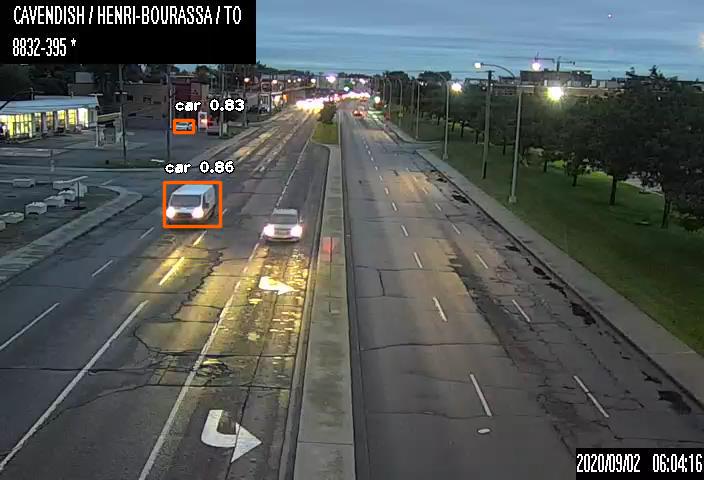 CAVENDISH / HENRI-BOURASSA / TO
8832-395 *
car 0.83
car 0.86
2020/09/02 06:04:16